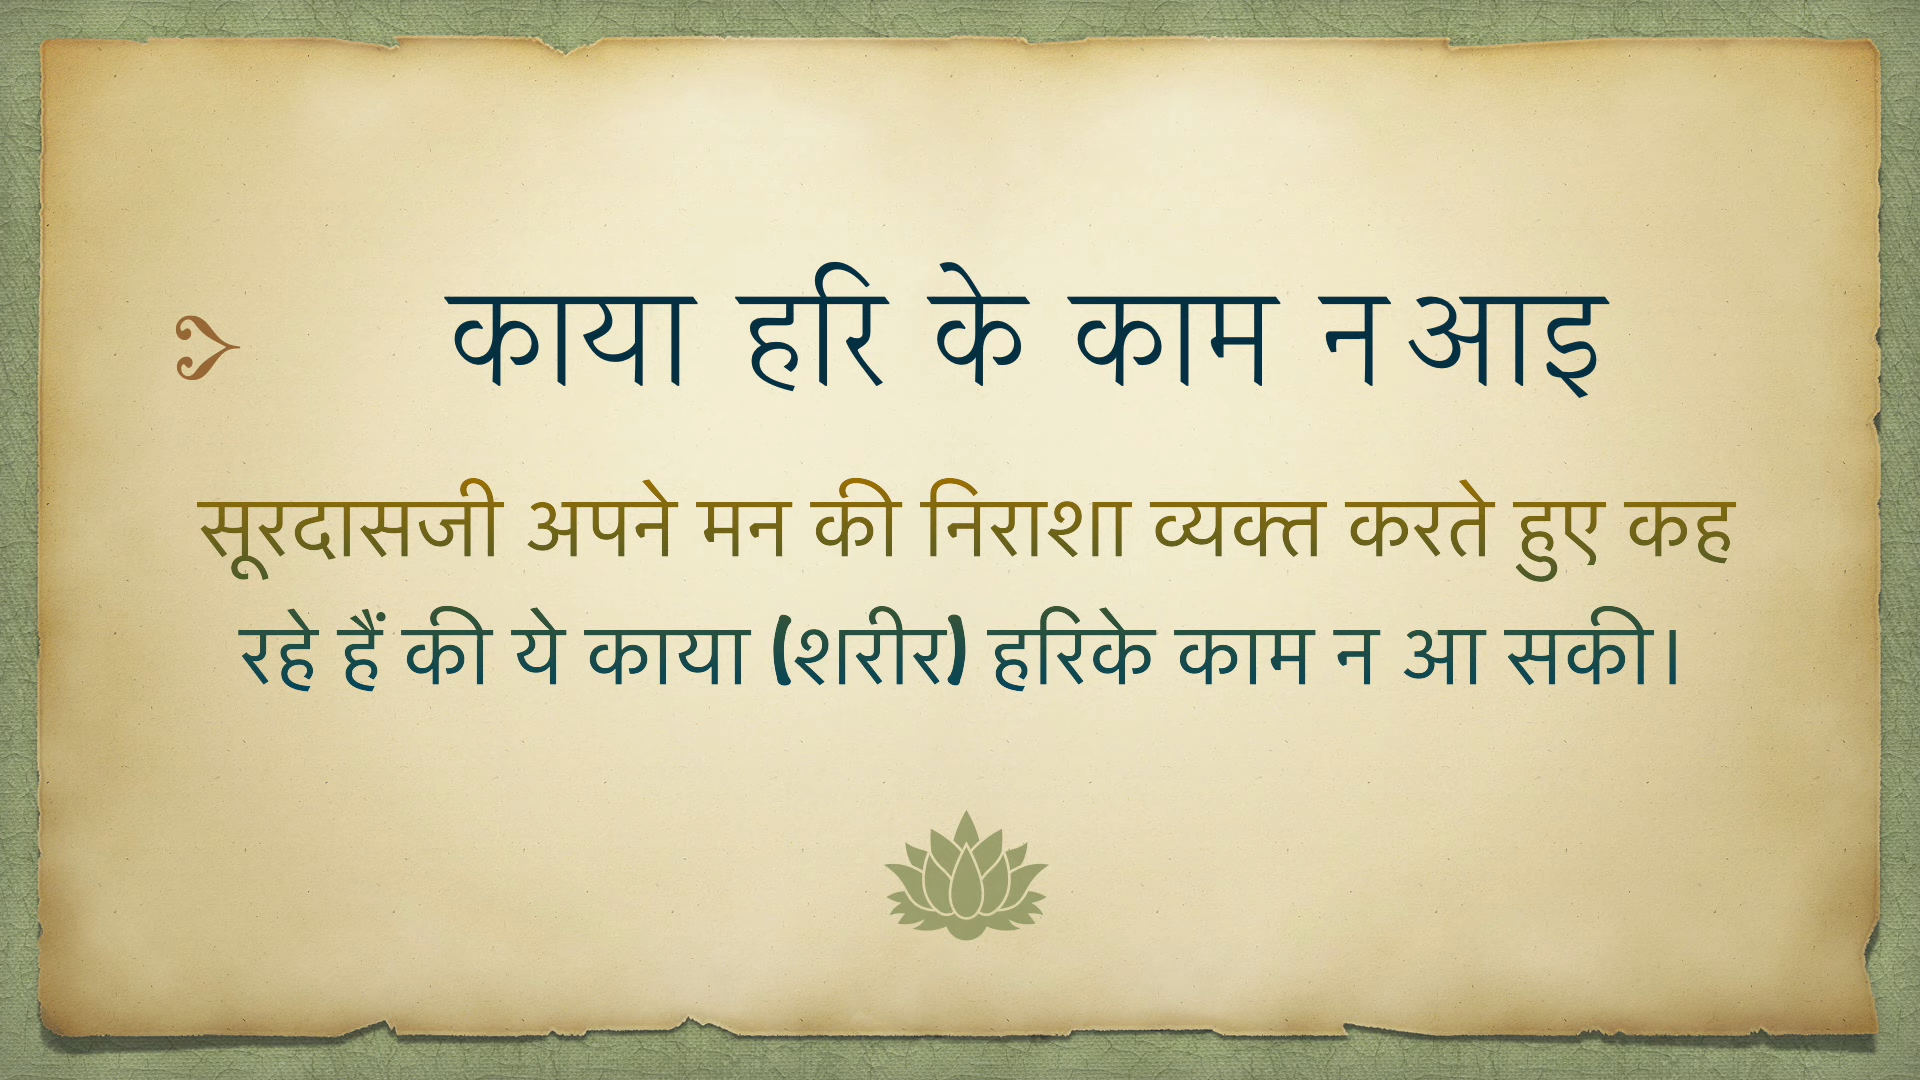 काया हरि के काम न आइ
सूरदासजी अपने मन की निराशा व्यक्त करते हुए कह
रहे हैं की ये काया (शरीर) हरिके काम न आ सकी।